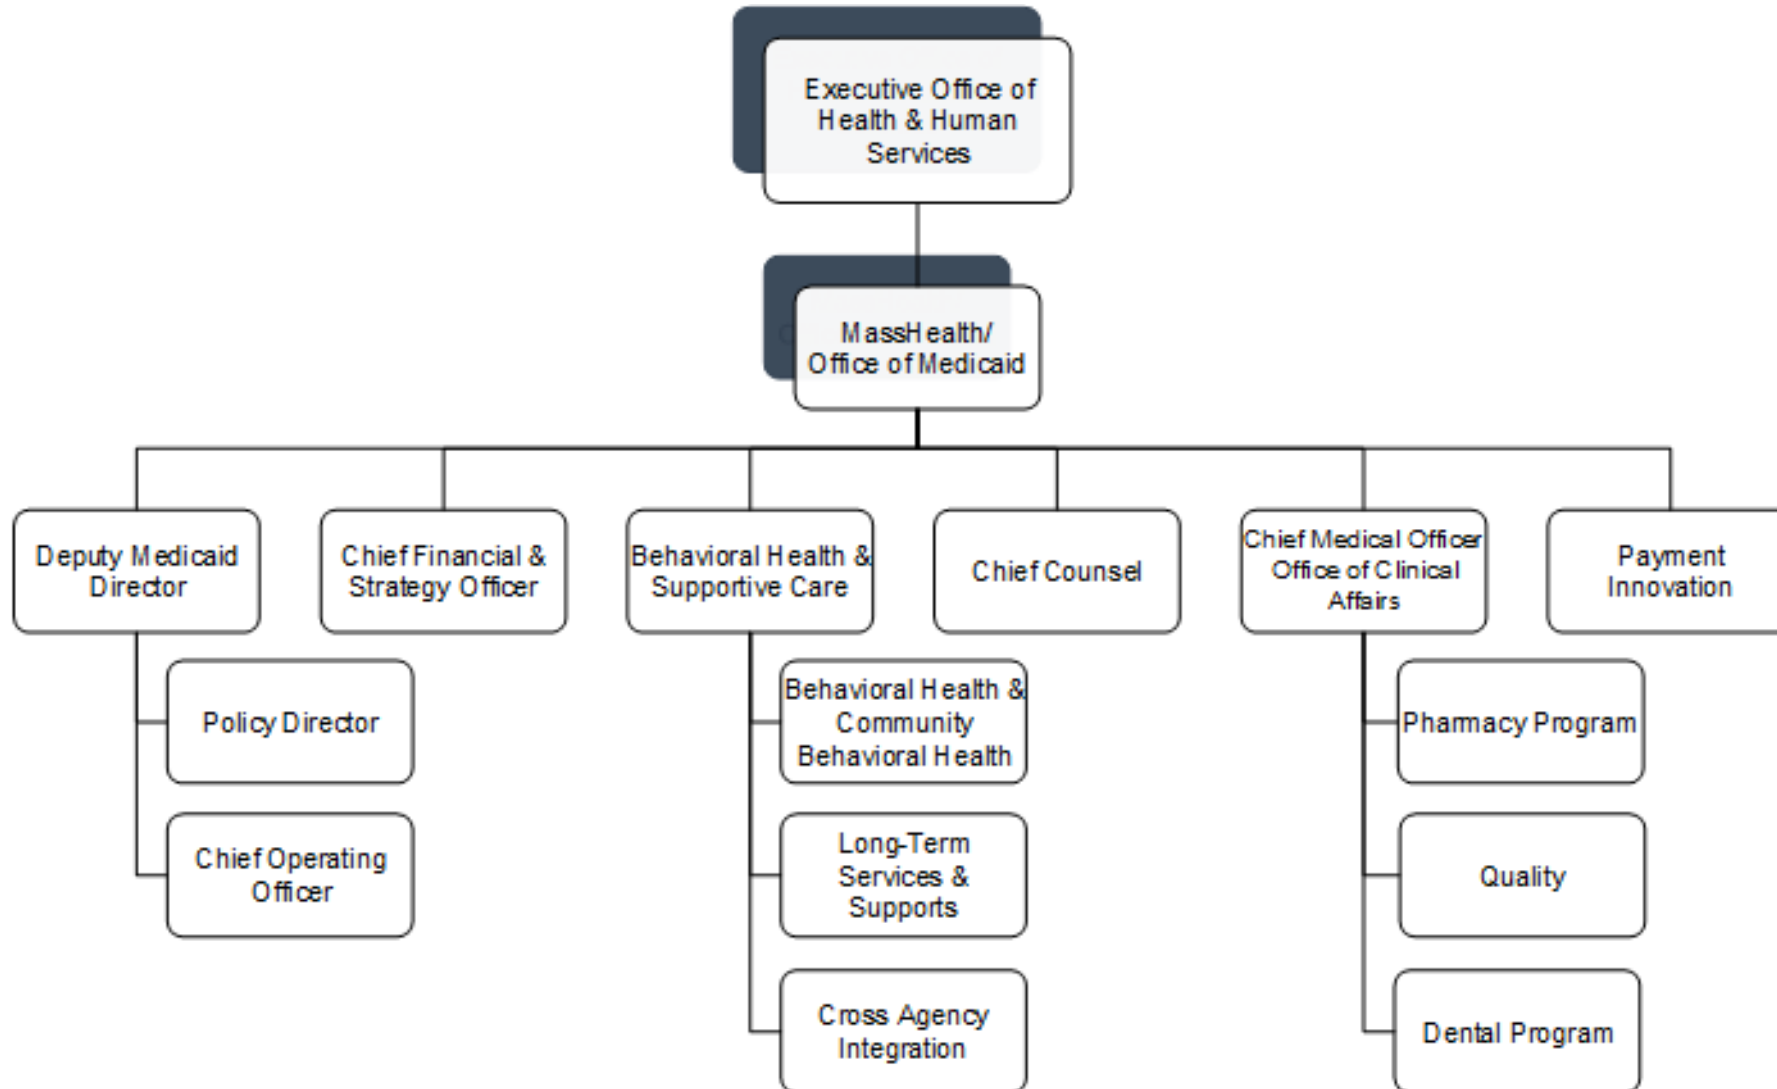 Executive Office of
Health & Human
Services
MassHealth/
Office of Medicaid
Deputy Medicaid
Director
Chief Financial &
Strategy Officer
Behavioral Health &
Supportive Care
Chief Counsel
Chief Medical Officer
Office of Clinical
Affairs
Payment
Innovation
Policy Director
Chief Operating
Officer
Behavioral Health &
Community
Behavioral Health
Long-Term
Services &
Supports
Cross Agency
Integration
Pharmacy Program
Quality
Dental Program